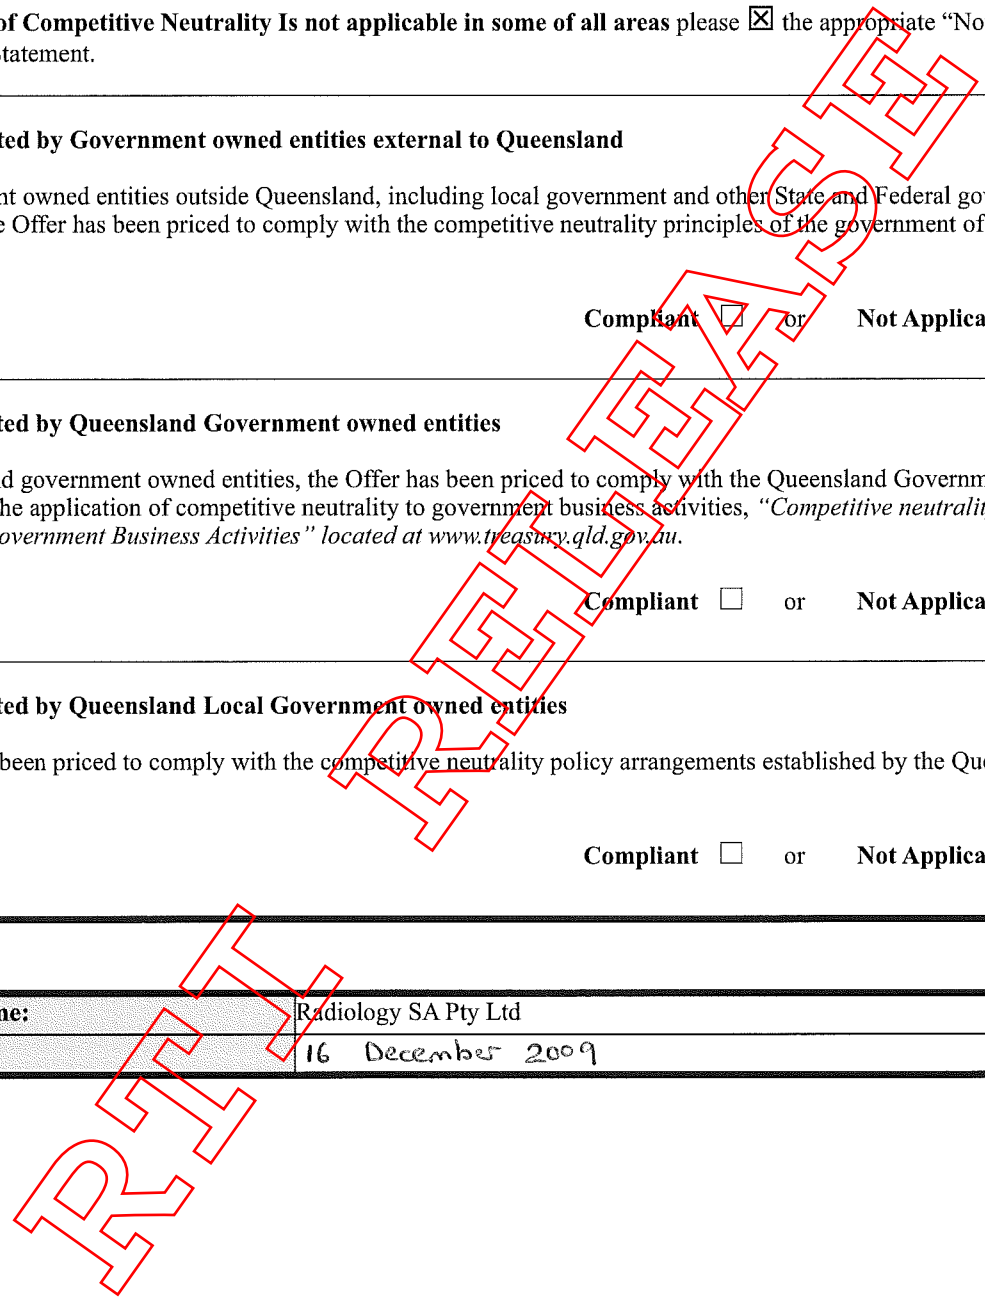 of Competitive Neutrality Is not applicable in some of all areas please ☒ the appropriate “No
tatement.
ted by Government owned entities external to Queensland
nt owned entities outside Queensland, including local government and other State and Federal go
e Offer has been priced to comply with the competitive neutrality principles of the government of
Compliant ☐ or Not Applica
ted by Queensland Government owned entities
d government owned entities, the Offer has been priced to comply with the Queensland Governm
he application of competitive neutrality to government business activities, “Competitive neutralit
overnment Business Activities” located at www.treasury.qld.gov.au.
Compliant ☐ or Not Applica
ted by Queensland Local Government owned entities
been priced to comply with the competitive neutrality policy arrangements established by the Qu
Compliant ☐ or Not Applica
me: Radiology SA Pty Ltd
16 December 2009
RTI RELEASE